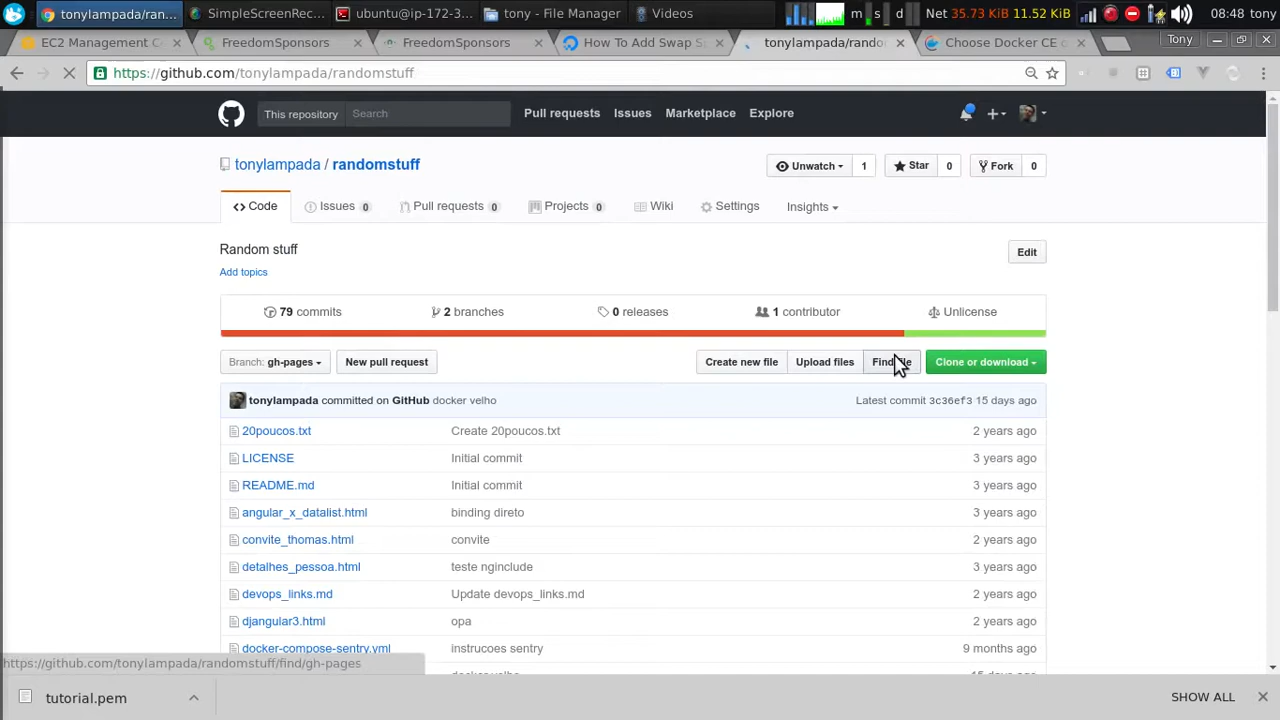 tonylampada/ran...
SimpleScreenRec...
ubuntu@ip-172-3...
tony - File Manager
Videos
m s d
Net 35.73 KiB 11.52 KiB
08:48 tony
EC2 Management C
FreedomSponsors
FreedomSponsors
How To Add Swap S
tonylampada/rando
Choose Docker CE o
Tony
https://github.com/tonylampada/randomstuff
This repository
Search
Pull requests
Issues
Marketplace
Explore
tonylampada / randomstuff
Unwatch 1
Star 0
Fork 0
Code
Issues 0
Pull requests 0
Projects 0
Wiki
Settings
Insights
Random stuff
Edit
Add topics
79 commits
2 branches
0 releases
1 contributor
Unlicense
Branch: gh-pages
New pull request
Create new file
Upload files
Clone or download
tonylampada committed on GitHub docker velho
Latest commit 3c36ef3 15 days ago
20poucos.txt Create 20poucos.txt 2 years ago
LICENSE Initial commit 3 years ago
README.md Initial commit 3 years ago
angular_x_datalist.html binding direto 3 years ago
convite_thomas.html convite 2 years ago
detalhes_pessoa.html teste nginclude 3 years ago
devops_links.md Update devops_links.md 2 years ago
djangular3.html opa 2 years ago
docker-compose-sentry.yml instrucoes sentry 9 months ago
https://github.com/tonylampada/randomstuff/find/gh-pages
tutorial.pem
SHOW ALL